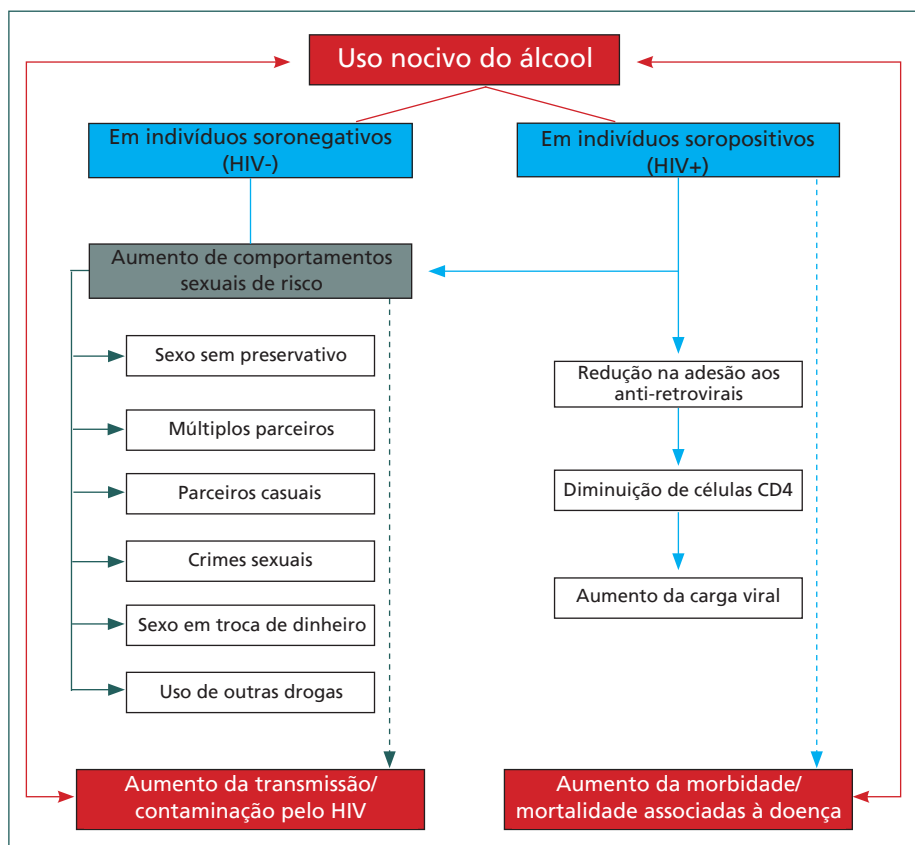 Uso nocivo do álcool
Em indivíduos soronegativos
(HIV-)
Em indivíduos soropositivos
(HIV+)
Aumento de comportamentos
sexuais de risco
Sexo sem preservativo
Múltiplos parceiros
Parceiros casuais
Crimes sexuais
Sexo em troca de dinheiro
Uso de outras drogas
Redução na adesão aos
anti-retrovirais
Diminuição de células CD4
Aumento da carga viral
Aumento da transmissão/
contaminação pelo HIV
Aumento da morbidade/
mortalidade associadas à doença